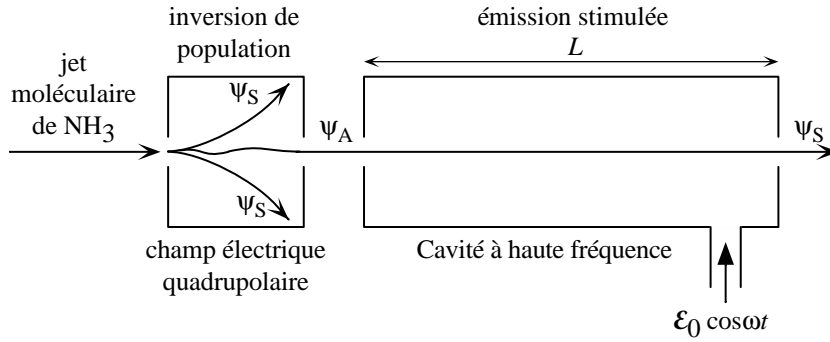 inversion de
population
émission stimulée
L
jet
moléculaire
de NH3
ψS
ψA
ψS
ψS
champ électrique
quadrupolaire
Cavité à haute fréquence
ℰ0 cosωt